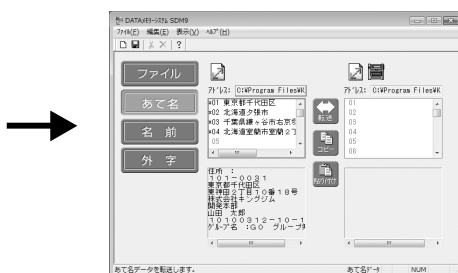 DATAメモリーシステム SDM9
ファイル(F) 編集(E) 表示(V) ヘルプ(H)
?
ファイル
あて名
名 前
外 字
アドレス: C:¥Program Files¥K
*01 東京都千代田区
*02 北海道夕張市
*03 千葉県鎌ヶ谷市右京
*04 北海道室蘭市室蘭2丁
05
住所 :
101-0031
東京都千代田区
東神田2丁目10番18号
株式会社キングジム
開発本部
山田 太郎
10100312-10-1
グループ名 :GO グループ
転送
コピー
貼り付け
アドレス: C:¥Program Files¥K
01
02
03
04
05
06
あて名データを転送します。
あて名データ NUM